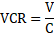 VCR = V/C